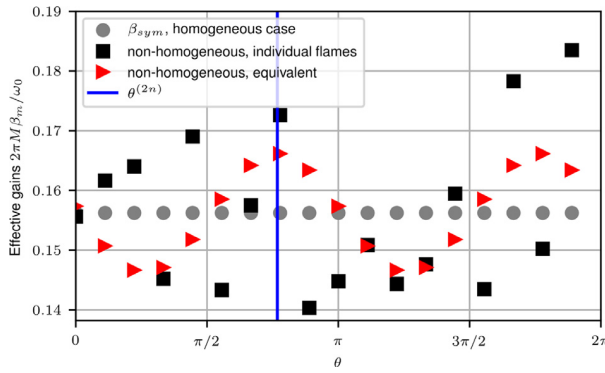 0.19
0.18
0.17
0.16
0.15
0.14
Effective gains 2πMβ_m/ω_0
β_sym, homogeneous case
non-homogeneous, individual flames
non-homogeneous, equivalent
θ^(2n)
0
π/2
π
3π/2
2π
θ